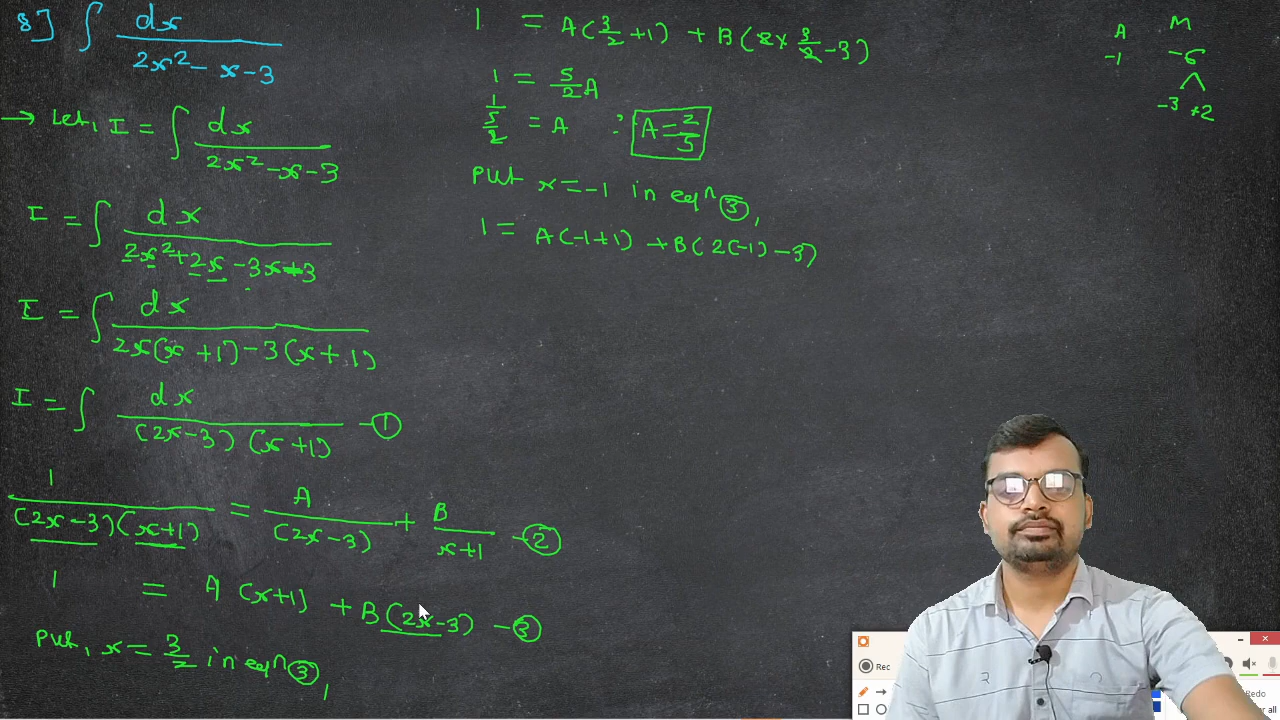 8] ∫ dx / 2x² - x - 3
→ Let, I = ∫ dx / 2x² - x - 3
I = ∫ dx / 2x² + 2x - 3x - 3
I = ∫ dx / 2x(x + 1) - 3(x + 1)
I = ∫ dx / (2x - 3)(x + 1) - ①
1 / (2x - 3)(x + 1) = A / (2x - 3) + B / x + 1 - ②
1 = A (x + 1) + B (2x - 3) - ③
Put, x = 3/2 in eqn ③,
1 = A(3/2 + 1) + B(2 × 3/2 - 3)
1 = 5/2 A
1 / 5/2 = A ∴ A = 2/5
Put x = -1 in eqn ③,
1 = A(-1 + 1) + B(2(-1) - 3)
A M
-1 -6
-3 +2
Rec
Redo